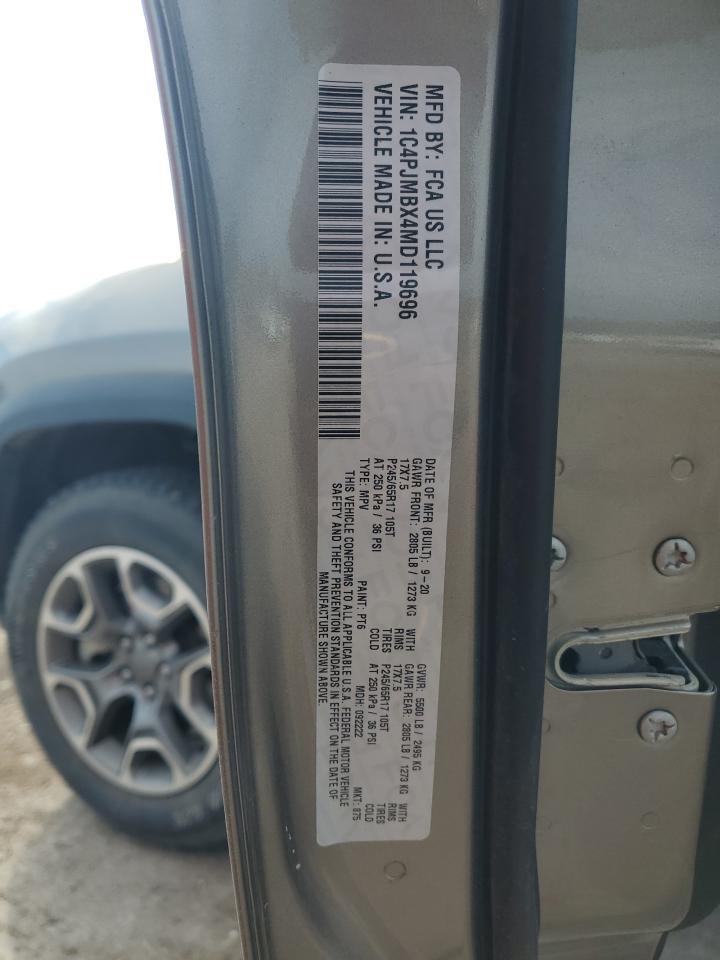 MFD BY: FCA US LLC
VIN: 1C4PJMBX4MD119696
VEHICLE MADE IN: U.S.A.
DATE OF MFR (BUILT): 9-20 GVWR: 5500 LB / 2495 KG
GAWR FRONT: 2805 LB / 1273 KG WITH GAWR REAR: 2805 LB / 1273 KG WITH
17X7.5 RIMS 17X7.5 RIMS
P245/65R17 105T TIRES P245/65R17 105T TIRES
AT 250 kPa / 36 PSI COLD AT 250 kPa / 36 PSI COLD
TYPE: MPV PAINT: PT6 MDH: 092222 MKT: 875
THIS VEHICLE CONFORMS TO ALL APPLICABLE U.S.A. FEDERAL MOTOR VEHICLE
SAFETY AND THEFT PREVENTION STANDARDS IN EFFECT ON THE DATE OF
MANUFACTURE SHOWN ABOVE.